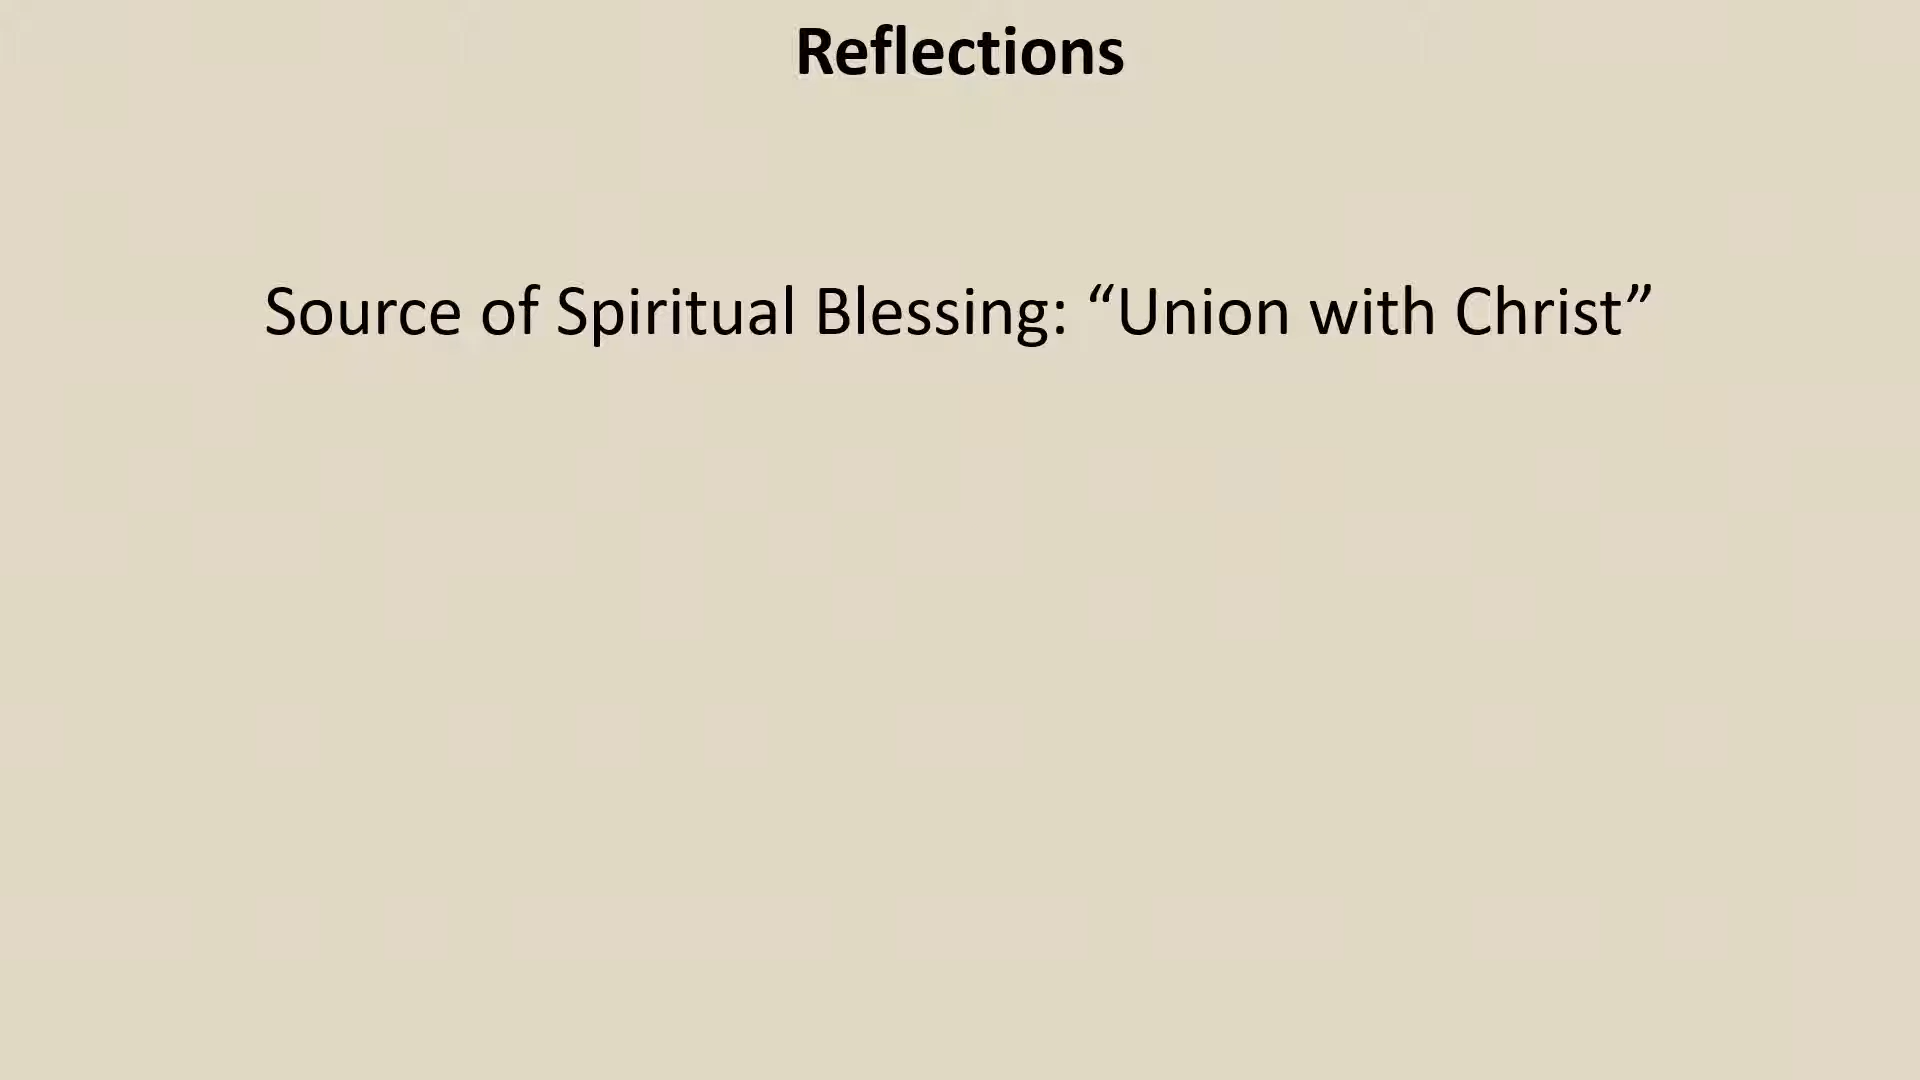 Reflections
Source of Spiritual Blessing: “Union with Christ”